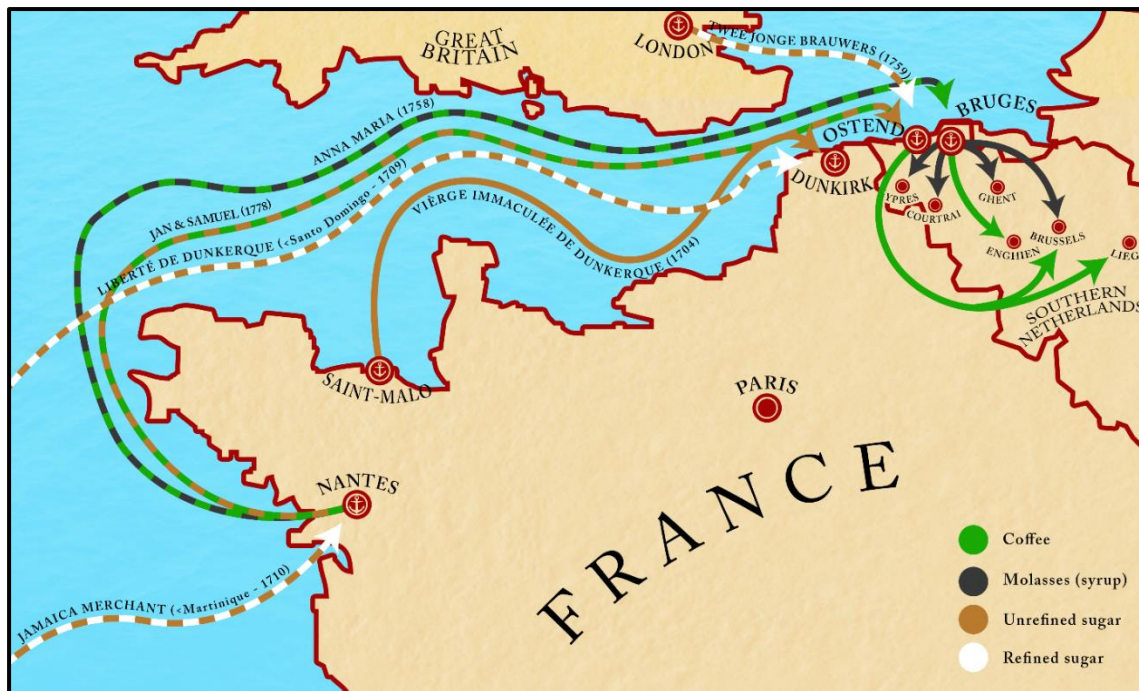 GREAT
BRITAIN
LONDON
TWEE JONGE BRAUWERS (1759)
ANNA MARIA (1758)
BRUGES
OSTEND
DUNKIRK
JAN & SAMUEL (1778)
LIBERTÉ DE DUNKERQUE (<Santo Domingo - 1709)
VIÈRGE IMMACULÉE DE DUNKERQUE (1704)
YPRES
COURTRAI
GHENT
ENGHIEN
BRUSSELS
LIÈG
SOUTHERN
NETHERLANDS
SAINT-MALO
PARIS
NANTES
FRANCE
JAMAICA MERCHANT (<Martinique - 1710)
Coffee
Molasses (syrup)
Unrefined sugar
Refined sugar